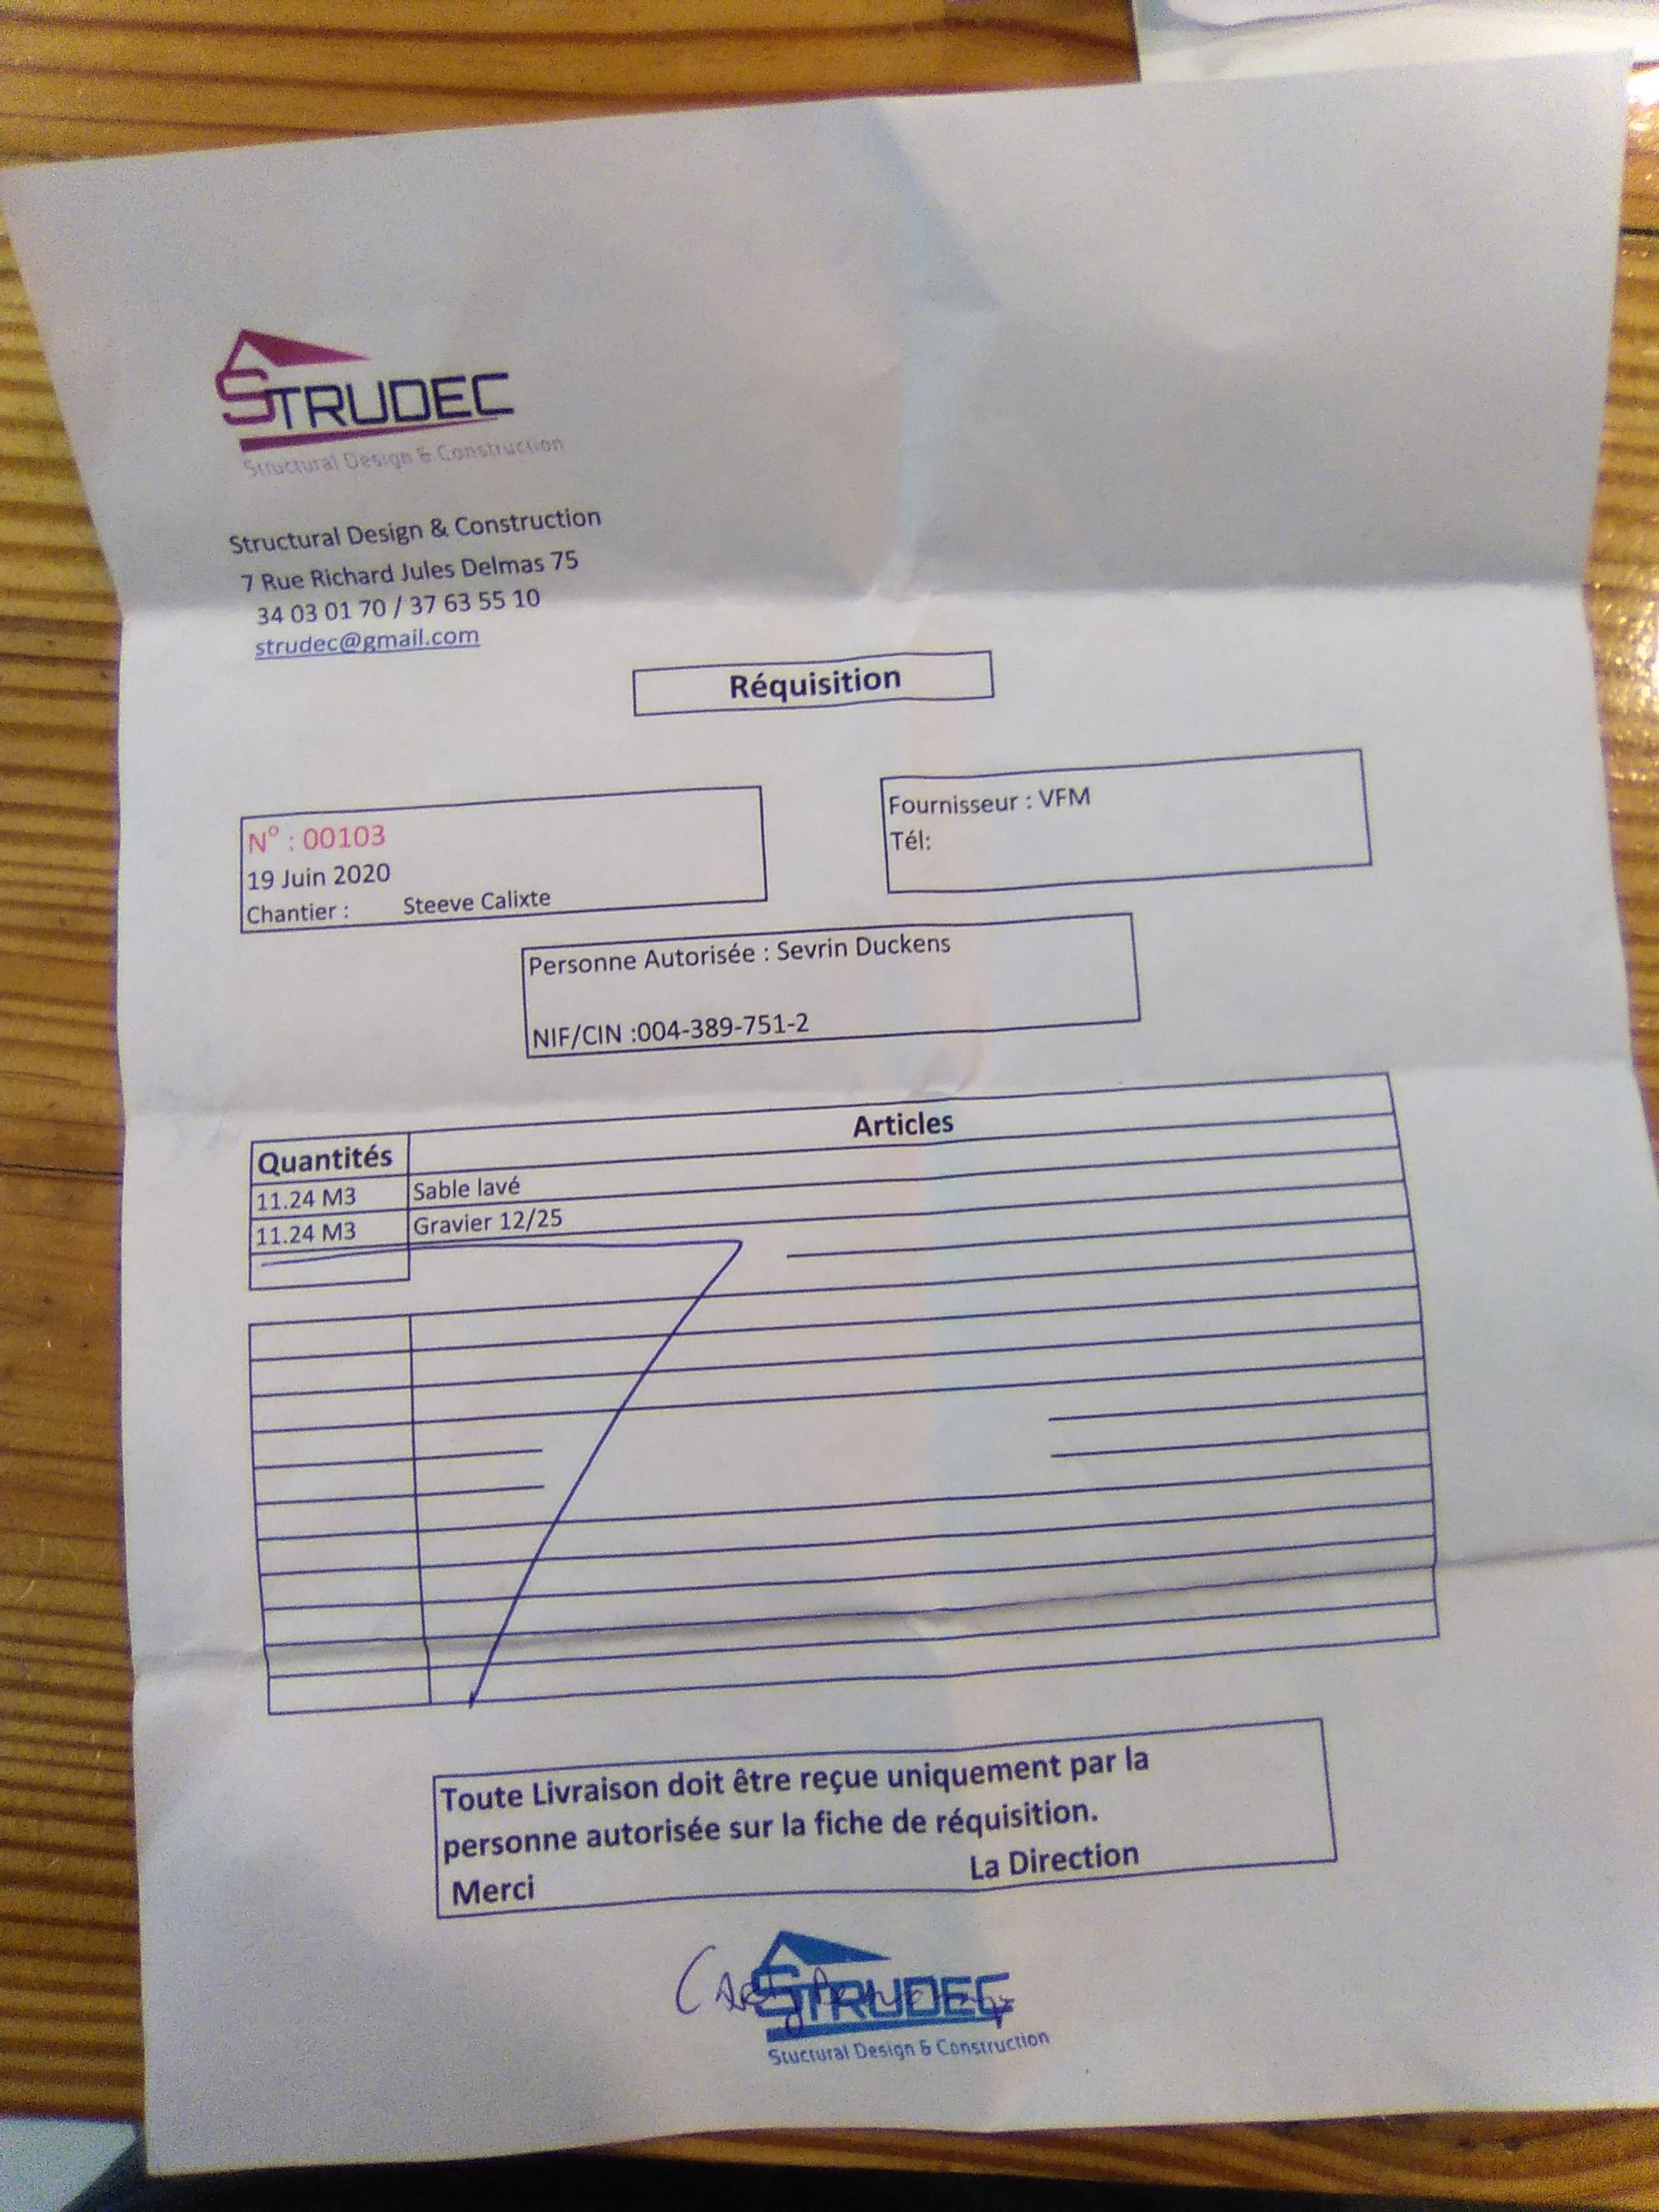 STRUDEC
Structural Design & Construction
Structural Design & Construction
7 Rue Richard Jules Delmas 75
34 03 01 70 / 37 63 55 10
strudec@gmail.com
Réquisition
Nº : 00103
19 Juin 2020
Chantier : Steeve Calixte
Fournisseur : VFM
Tél:
Personne Autorisée : Sevrin Duckens
NIF/CIN :004-389-751-2
Quantités Articles
11.24 M3 Sable lavé
11.24 M3 Gravier 12/25
Toute Livraison doit être reçue uniquement par la
personne autorisée sur la fiche de réquisition.
Merci La Direction
STRUDEC
Stuctural Design & Construction